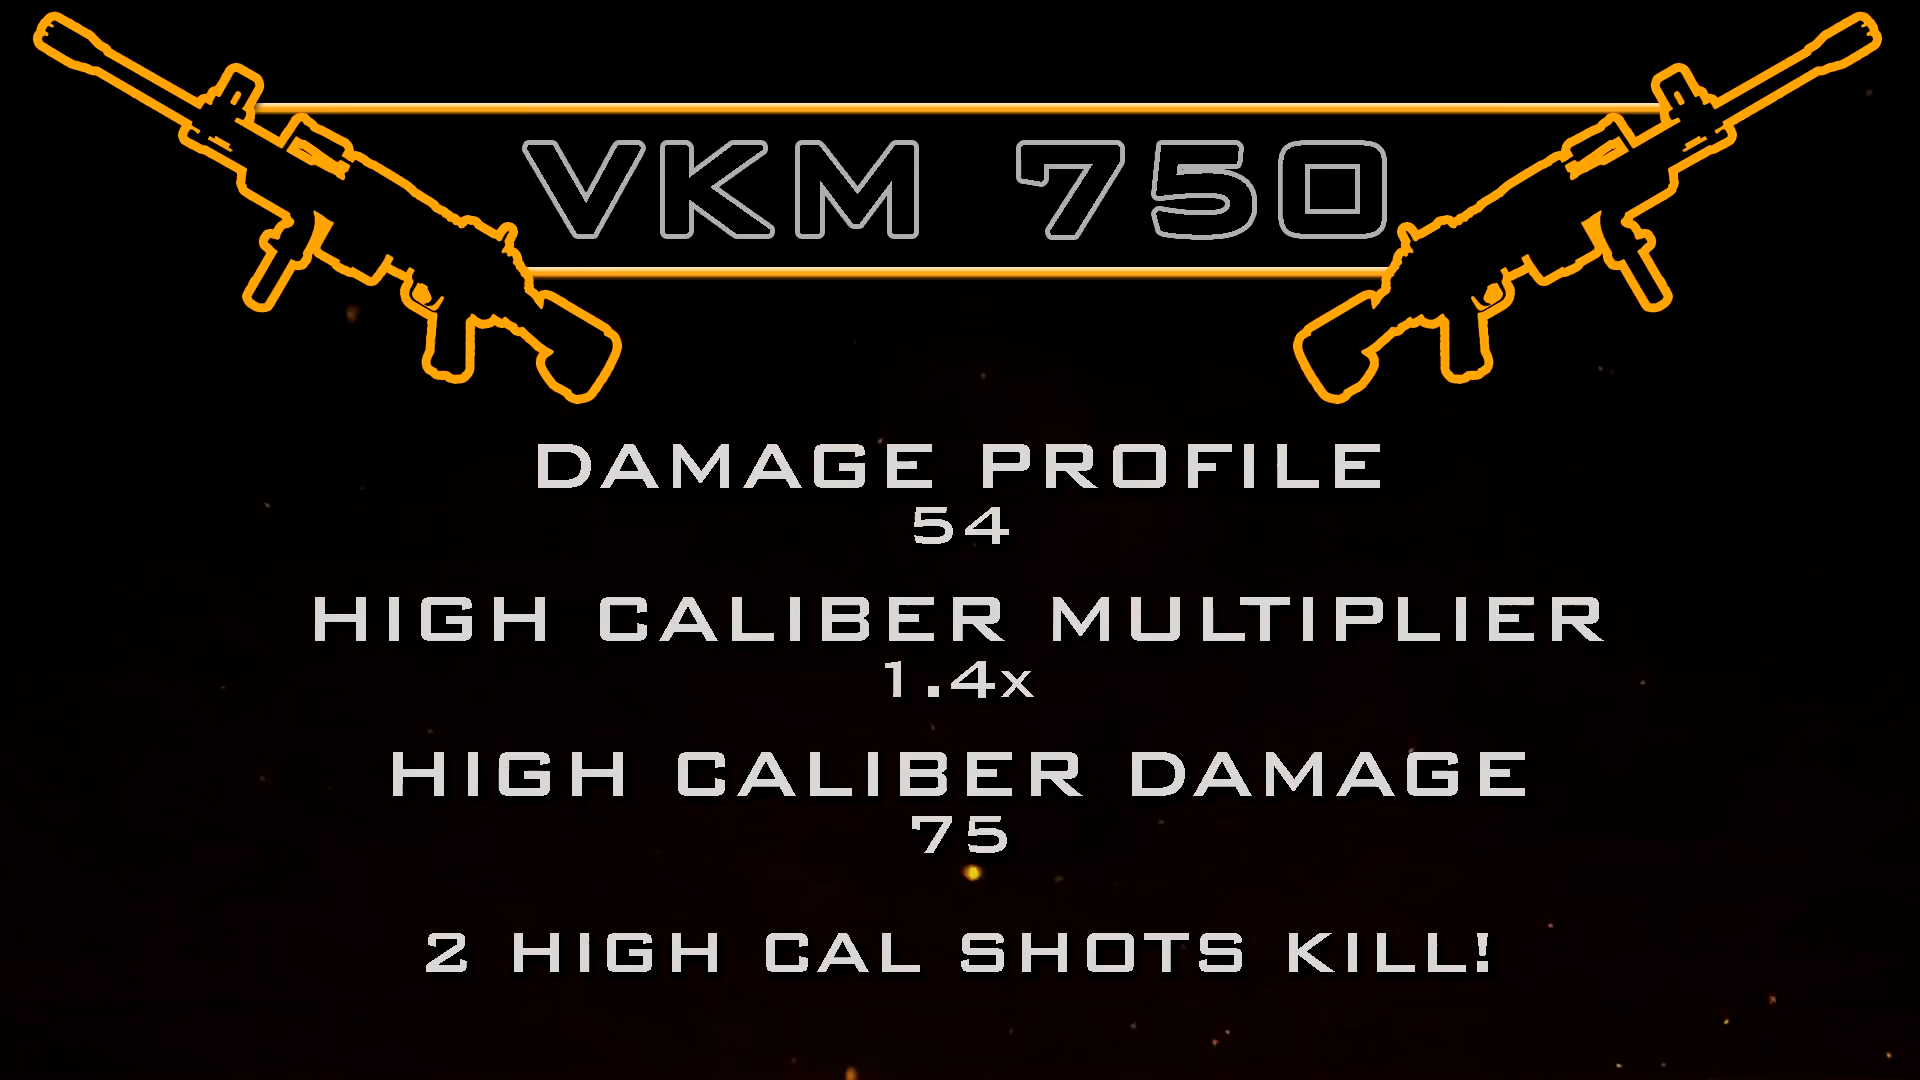 VKM 750
DAMAGE PROFILE
54
HIGH CALIBER MULTIPLIER
1.4x
HIGH CALIBER DAMAGE
75
2 HIGH CAL SHOTS KILL!